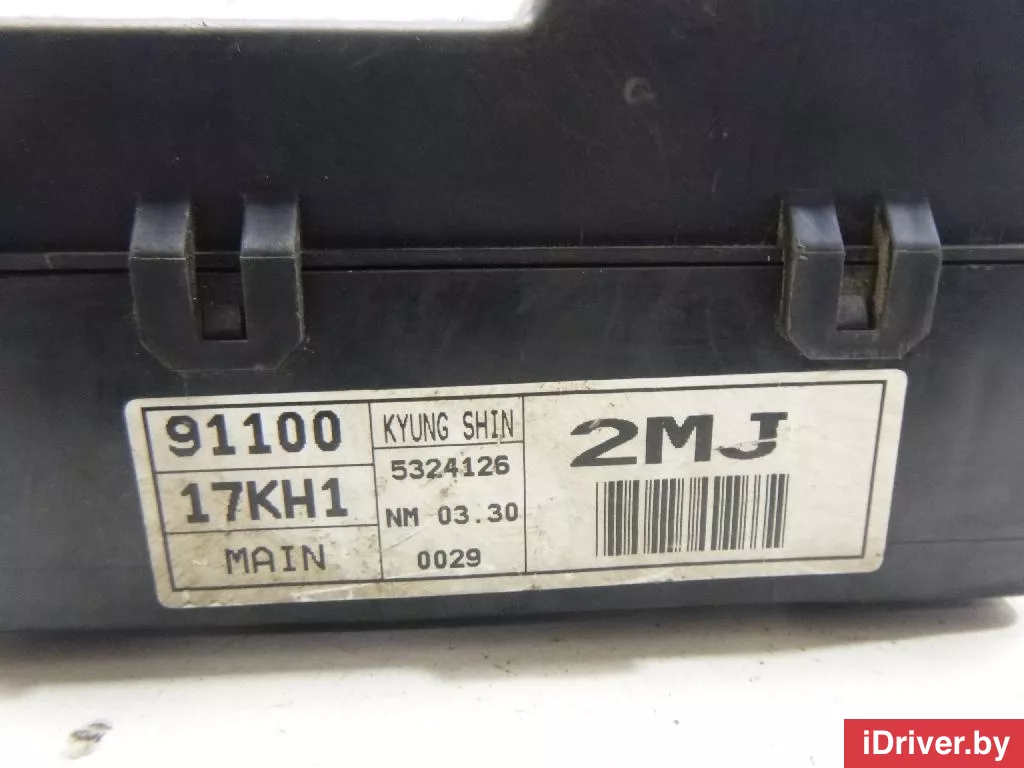 91100
17KH1
MAIN
KYUNG SHIN
5324126
NM 03.30
0029
2MJ
iDriver.by